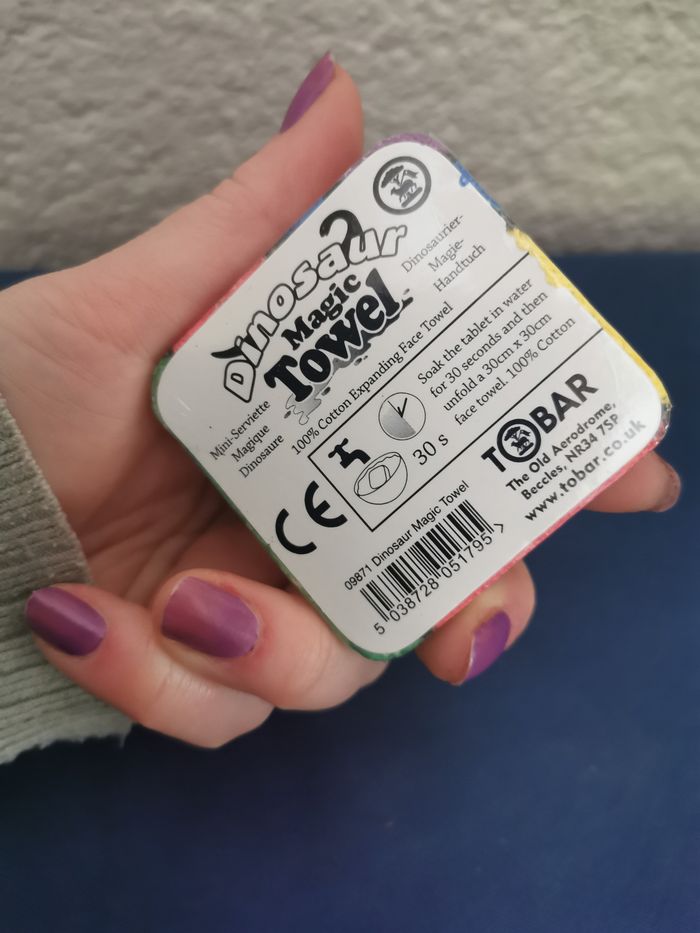 Dinosaur
Magic
Towel
Dinosaurier-
Magie-
Handtuch
Mini-Serviette
Magique
Dinosaure
100% Cotton Expanding Face Towel
30 s
Soak the tablet in water
for 30 seconds and then
unfold a 30cm x 30cm
face towel. 100% Cotton
CE
09871 Dinosaur Magic Towel
5 038728 051795 >
TOBAR
The Old Aerodrome,
Beccles, NR34 7SP
www.tobar.co.uk